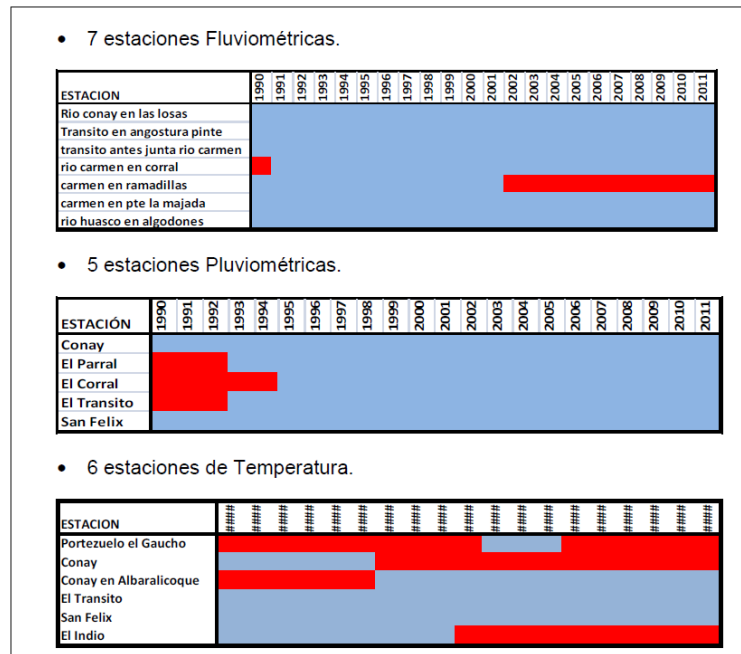 • 7 estaciones Fluviométricas.
ESTACION 1990 1991 1992 1993 1994 1995 1996 1997 1998 1999 2000 2001 2002 2003 2004 2005 2006 2007 2008 2009 2010 2011
Rio conay en las losas
Transito en angostura pinte
transito antes junta rio carmen
rio carmen en corral
carmen en ramadillas
carmen en pte la majada
rio huasco en algodones
• 5 estaciones Pluviométricas.
ESTACIÓN 1990 1991 1992 1993 1994 1995 1996 1997 1998 1999 2000 2001 2002 2003 2004 2005 2006 2007 2008 2009 2010 2011
Conay
El Parral
El Corral
El Transito
San Felix
• 6 estaciones de Temperatura.
ESTACION #### #### #### #### #### #### #### #### #### #### #### #### #### #### #### #### #### #### ####
Portezuelo el Gaucho
Conay
Conay en Albaralicoque
El Transito
San Felix
El Indio